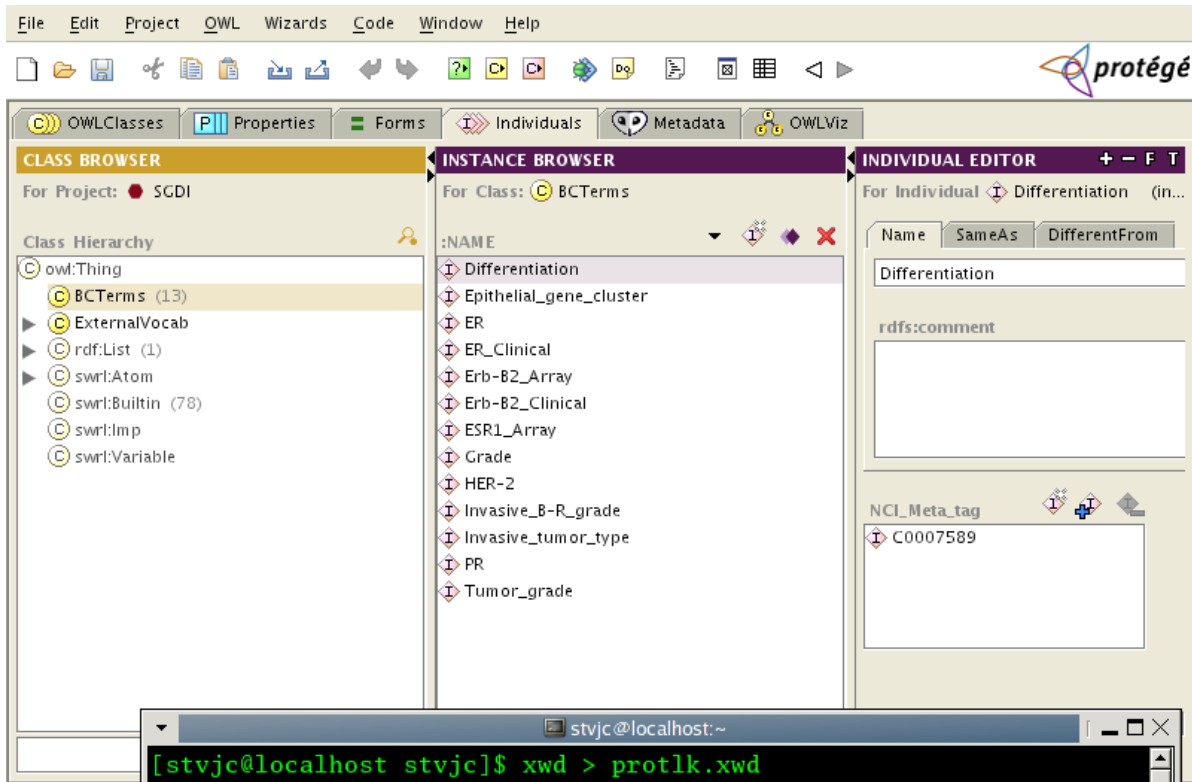 File Edit Project OWL Wizards Code Window Help
protégé
OWLClasses Properties Forms Individuals Metadata OWLViz
CLASS BROWSER
For Project: SGDI
Class Hierarchy
owl:Thing
BCTerms (13)
ExternalVocab
rdf:List (1)
swrl:Atom
swrl:Builtin (78)
swrl:Imp
swrl:Variable
INSTANCE BROWSER
For Class: BCTerms
:NAME
Differentiation
Epithelial_gene_cluster
ER
ER_Clinical
Erb-B2_Array
Erb-B2_Clinical
ESR1_Array
Grade
HER-2
Invasive_B-R_grade
Invasive_tumor_type
PR
Tumor_grade
INDIVIDUAL EDITOR + - F T
For Individual Differentiation (in...
Name SameAs DifferentFrom
Differentiation
rdfs:comment
NCI_Meta_tag
C0007589
stvjc@localhost:~
[stvjc@localhost stvjc]$ xwd > protlk.xwd